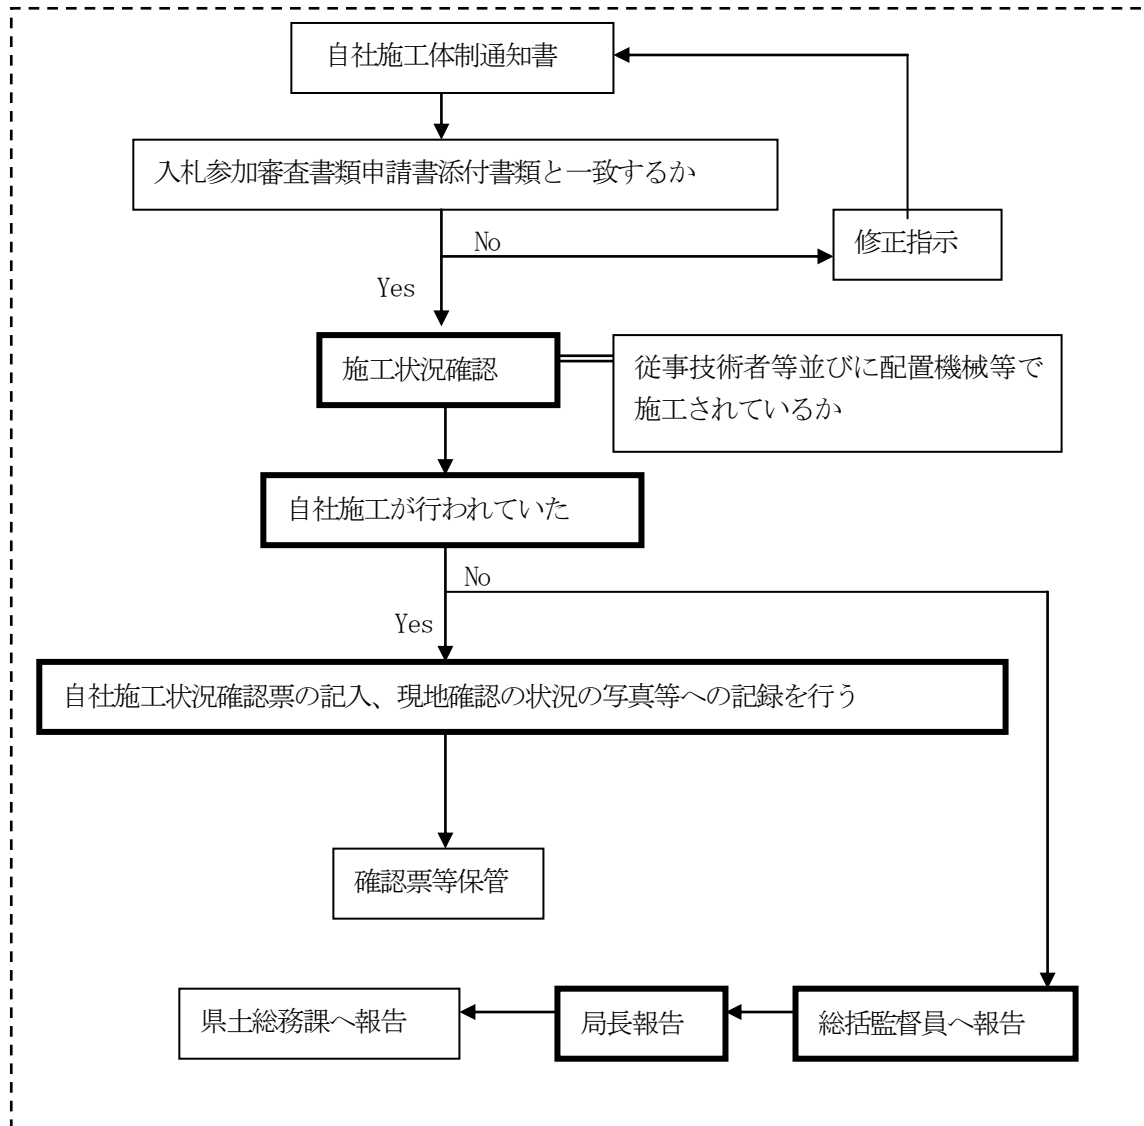 自社施工体制通知書
入札参加審査書類申請書添付書類と一致するか
No
修正指示
Yes
施工状況確認
従事技術者等並びに配置機械等で
施工されているか
自社施工が行われていた
No
Yes
自社施工状況確認票の記入、現地確認の状況の写真等への記録を行う
確認票等保管
県土総務課へ報告
局長報告
総括監督員へ報告